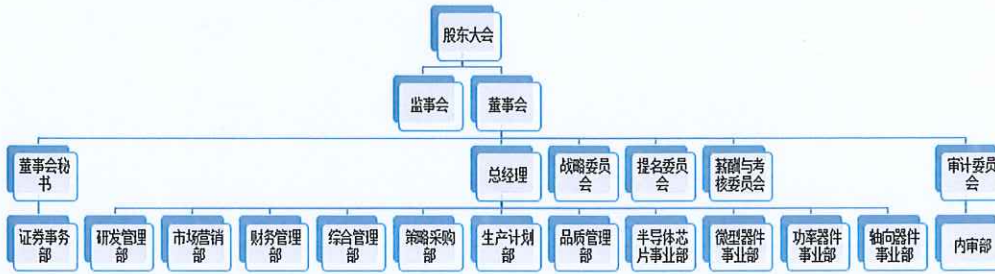 股东大会
监事会
董事会
董事会秘
书
总经理
战略委员
会
提名委员
会
薪酬与考
核委员会
审计委员
会
证券事务
部
研发管理
部
市场营销
部
财务管理
部
综合管理
部
策略采购
部
生产计划
部
品质管理
部
半导体芯
片事业部
微型器件
事业部
功率器件
事业部
轴向器件
事业部
内审部